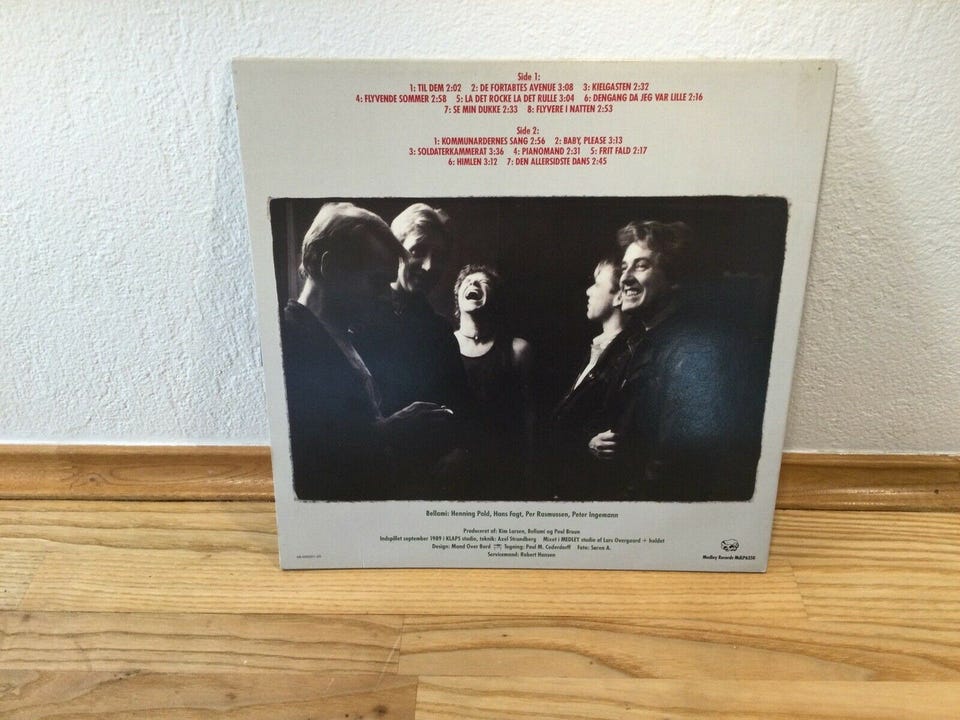 Side 1:
1: TIL DEM 2:02 2: DE FORTABTES AVENUE 3:08 3: KIELGASTEN 2:32
4: FLYVENDE SOMMER 2:58 5: LA DET ROCKE LA DET RULLE 3:04 6: DENGANG DA JEG VAR LILLE 2:16
7: SE MIN DUKKE 2:33 8: FLYVERE I NATTEN 2:53
Side 2:
1: KOMMUNARDERNES SANG 2:56 2: BABY, PLEASE 3:13
3: SOLDATERKAMMERAT 3:36 4: PIANOMAND 2:31 5: FRIT FALD 2:17
6: HIMLEN 3:12 7: DEN ALLERSIDSTE DANS 2:45
Bellami: Henning Pold, Hans Fagt, Per Rasmussen, Peter Ingemann
Produceret af: Kim Larsen, Bellami og Poul Bruun
Indspillet september 1989 i KLAPS studie, teknik: Axel Strandberg Mixet i MEDLEY studie af Lars Overgaard + holdet
Design: Mand Over Bord Tegning: Poul M. Cederdorff Foto: Søren A.
Servicemand: Robert Hansen
Medley Records MdLP6358